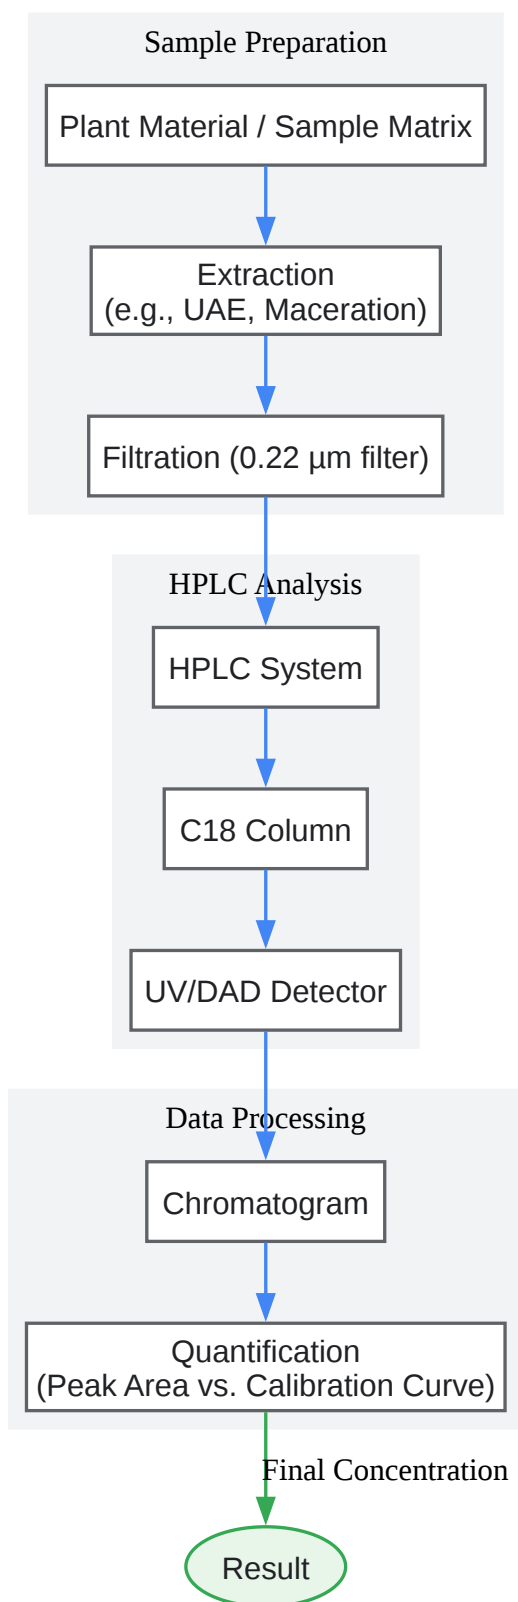 Sample Preparation
Plant Material / Sample Matrix
Extraction
(e.g., UAE, Maceration)
Filtration (0.22 µm filter)
HPLC Analysis
HPLC System
C18 Column
UV/DAD Detector
Data Processing
Chromatogram
Quantification
(Peak Area vs. Calibration Curve)
Final Concentration
Result